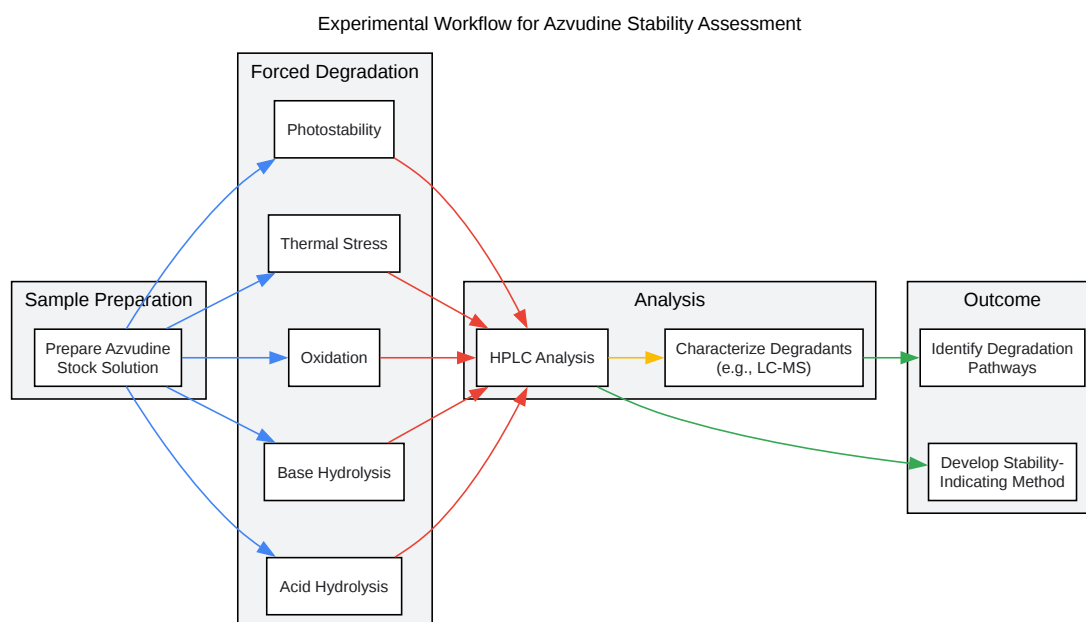 Experimental Workflow for Azvudine Stability Assessment
Forced Degradation
Photostability
Thermal Stress
Oxidation
Base Hydrolysis
Acid Hydrolysis
Sample Preparation
Prepare Azvudine
Stock Solution
Analysis
HPLC Analysis
Characterize Degradants
(e.g., LC-MS)
Outcome
Identify Degradation
Pathways
Develop Stability-
Indicating Method